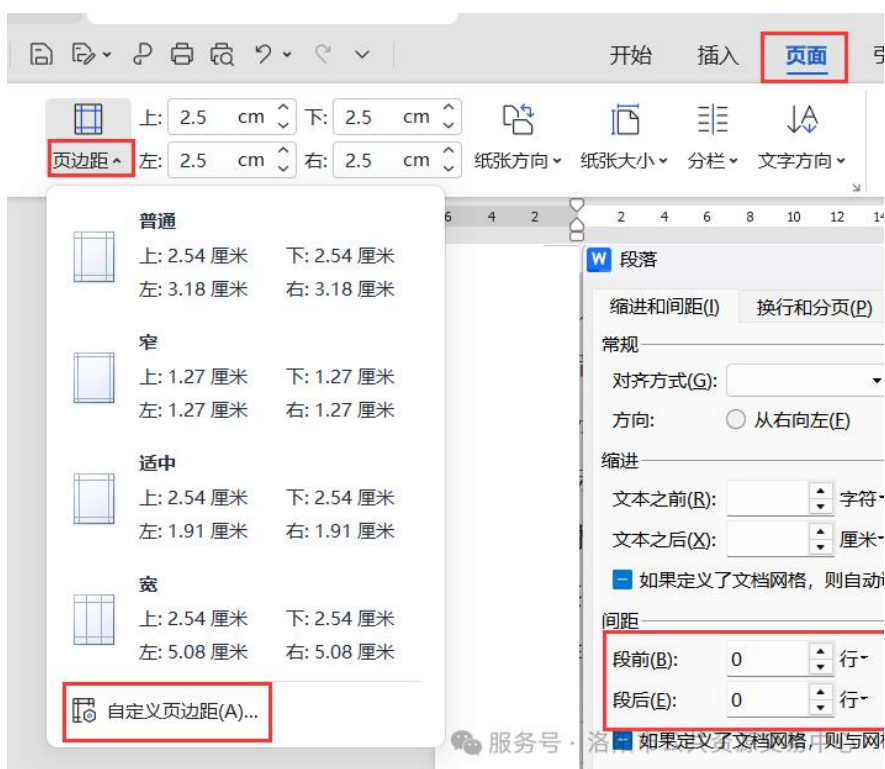 开始 插入 页面
页边距 上: 2.5 cm 下: 2.5 cm
左: 2.5 cm 右: 2.5 cm 纸张方向 纸张大小 分栏 文字方向
普通
上: 2.54 厘米 下: 2.54 厘米
左: 3.18 厘米 右: 3.18 厘米
窄
上: 1.27 厘米 下: 1.27 厘米
左: 1.27 厘米 右: 1.27 厘米
适中
上: 2.54 厘米 下: 2.54 厘米
左: 1.91 厘米 右: 1.91 厘米
宽
上: 2.54 厘米 下: 2.54 厘米
左: 5.08 厘米 右: 5.08 厘米
自定义页边距(A)...
6 4 2 2 4 6 8 10 12 14
W 段落
缩进和间距(I) 换行和分页(P)
常规
对齐方式(G):
方向: 从右向左(F)
缩进
文本之前(R): 字符
文本之后(X): 厘米
如果定义了文档网格，则自动
间距
段前(B): 0 行
段后(E): 0 行
如果定义了文档网格，则与网
服务号 · 洛